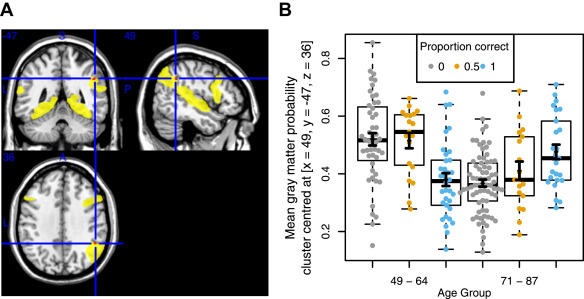 A
-47
49
S
P
36
A
B
Proportion correct
0 0.5 1
Mean gray matter probability
cluster centred at [x = 49, y = -47, z = 36]
0.8
0.6
0.4
0.2
49 – 64
71 – 87
Age Group